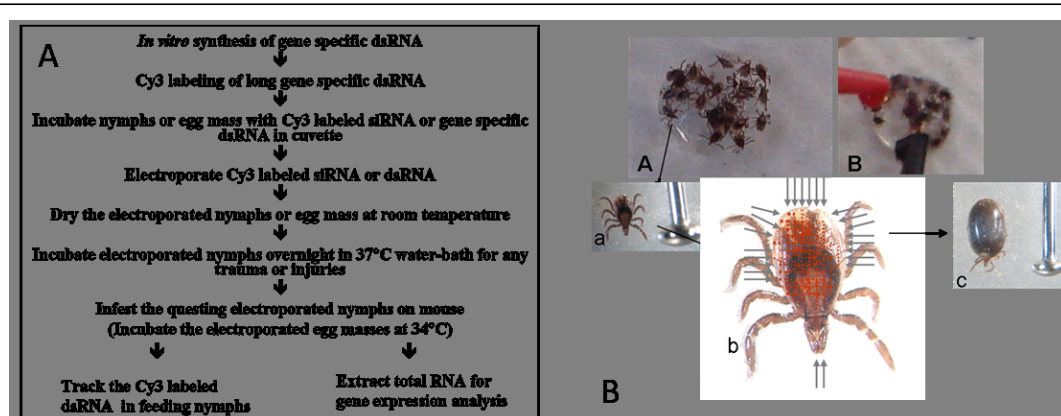 A
In vitro synthesis of gene specific dsRNA
Cy3 labeling of long gene specific dsRNA
Incubate nymphs or egg mass with Cy3 labeled siRNA or gene specific
dsRNA in cuvette
Electroporate Cy3 labeled siRNA or dsRNA
Dry the electroporated nymphs or egg mass at room temperature
Incubate electroporated nymphs overnight in 37°C water-bath for any
trauma or injuries
Infest the questing electroporated nymphs on mouse
(Incubate the electroporated egg masses at 34°C)
Track the Cy3 labeled
dsRNA in feeding nymphs
Extract total RNA for
gene expression analysis
A
B
a
b
c
B